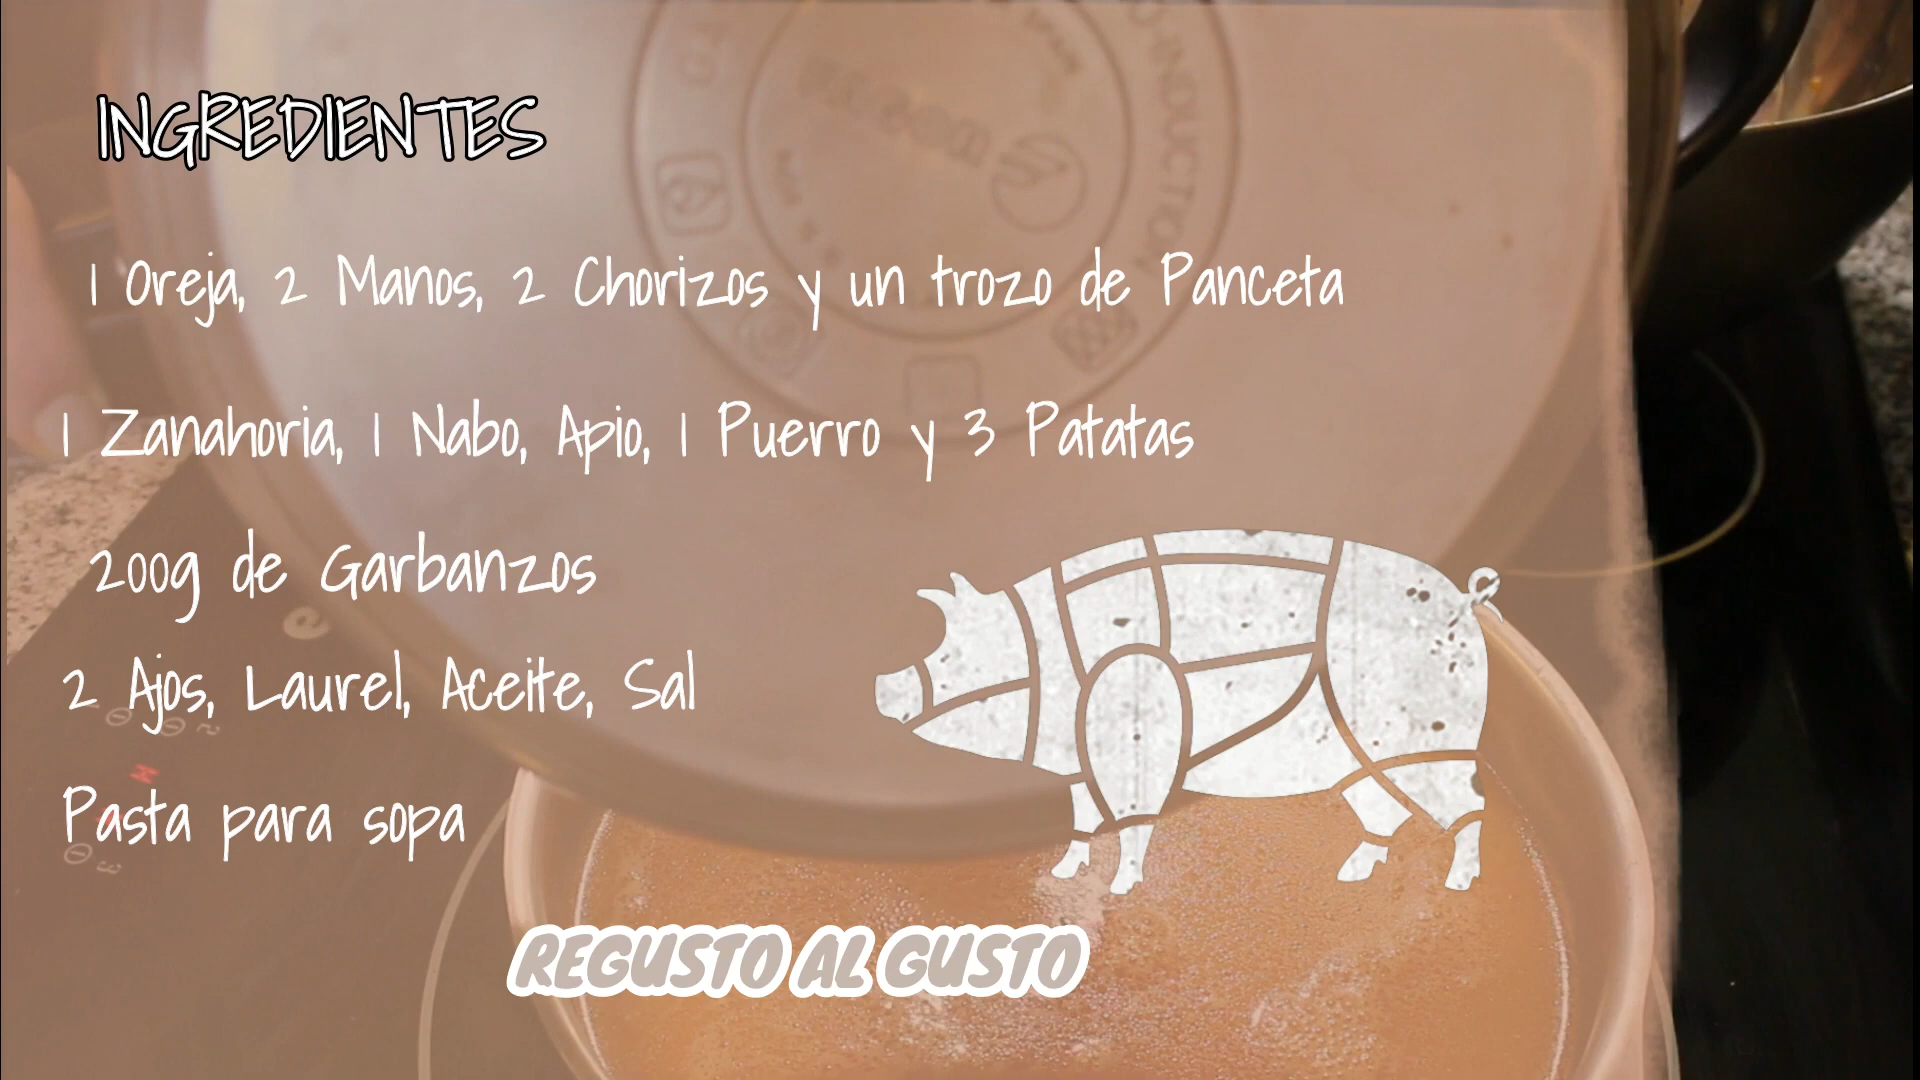 INGREDIENTES
1 Oreja, 2 Manos, 2 Chorizos y un trozo de Panceta
1 Zanahoria, 1 Nabo, Apio, 1 Puerro y 3 Patatas
200g de Garbanzos
2 Ajos, Laurel, Aceite, Sal
Pasta para sopa
REGUSTO AL GUSTO
INDUCTION